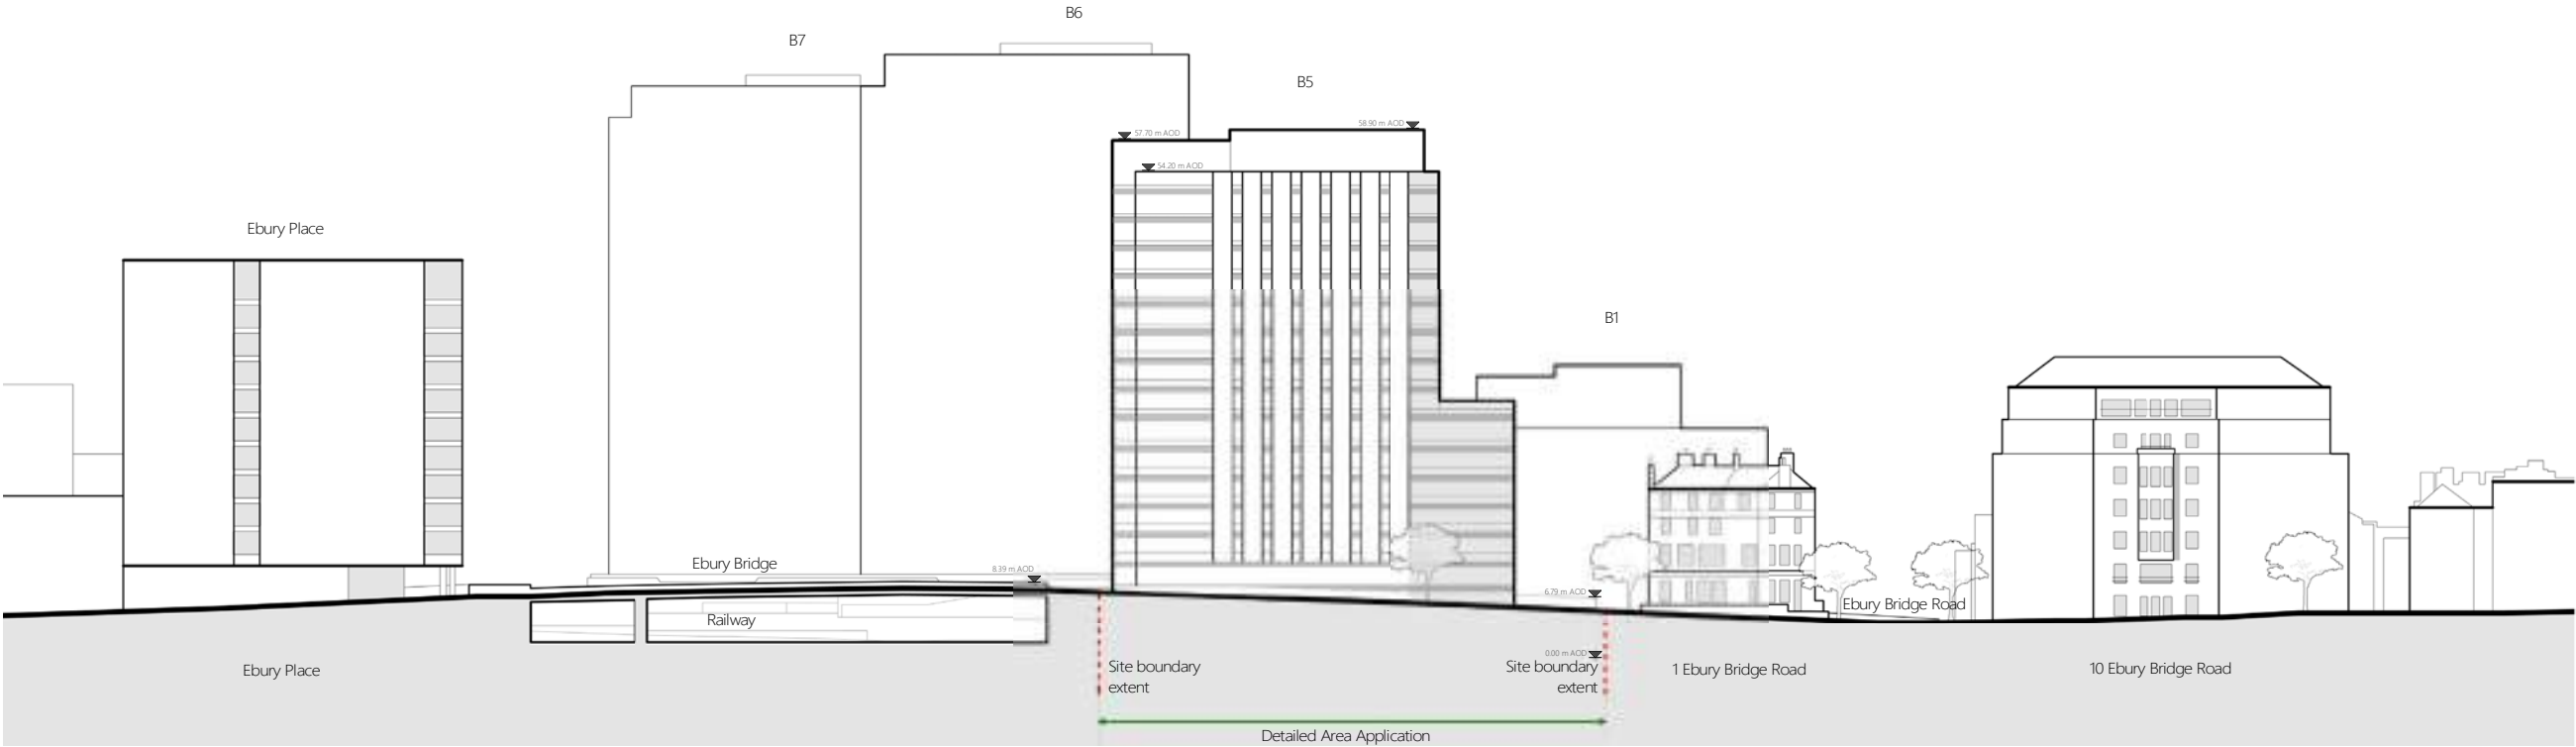 B6
B7
B5
58.90 m AOD
57.70 m AOD
54.20 m AOD
Ebury Place
B1
Ebury Bridge
8.39 m AOD
6.79 m AOD
Ebury Bridge Road
Railway
0.00 m AOD
Ebury Place
Site boundary
extent
Site boundary
extent
1 Ebury Bridge Road
10 Ebury Bridge Road
Detailed Area Application